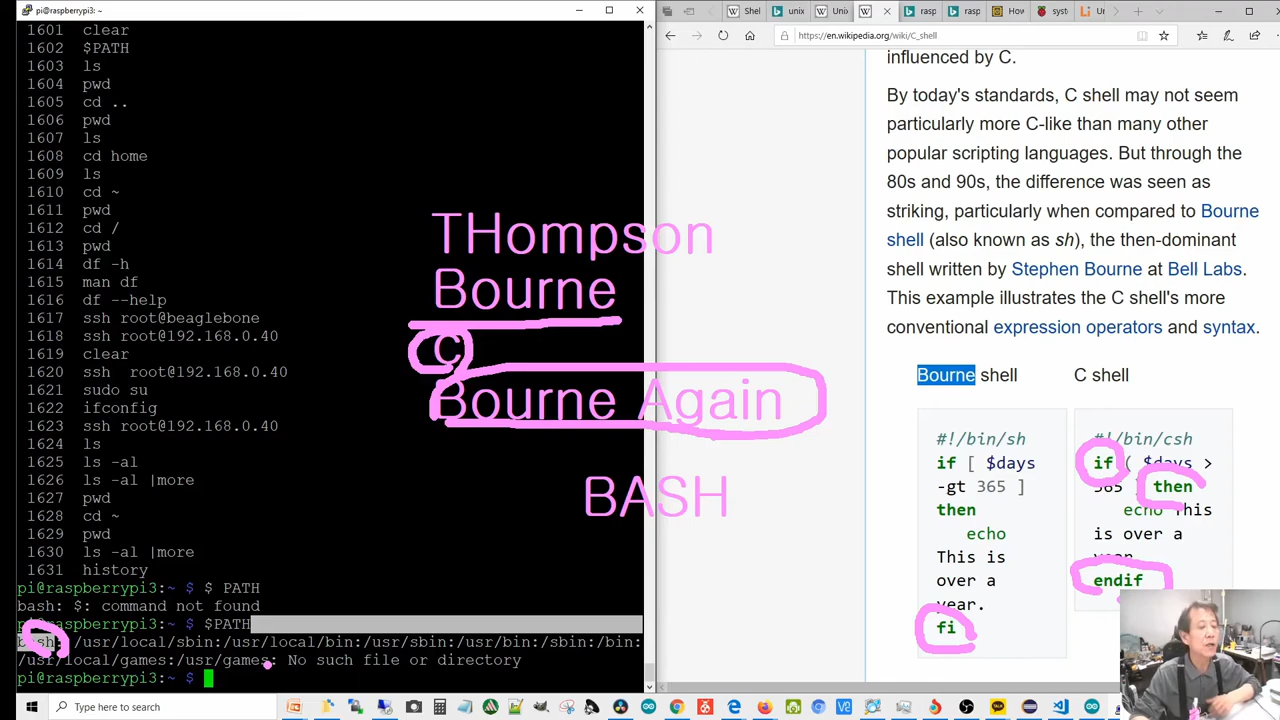 pi@raspberrypi3: ~
1601 clear
1602 $PATH
1603 ls
1604 pwd
1605 cd ..
1606 pwd
1607 ls
1608 cd home
1609 ls
1610 cd ~
1611 pwd
1612 cd /
1613 pwd
1614 df -h
1615 man df
1616 df --help
1617 ssh root@beaglebone
1618 ssh root@192.168.0.40
1619 clear
1620 ssh  root@192.168.0.40
1621 sudo su
1622 ifconfig
1623 ssh root@192.168.0.40
1624 ls
1625 ls -al
1626 ls -al |more
1627 pwd
1628 cd ~
1629 pwd
1630 ls -al |more
1631 history
pi@raspberrypi3:~ $ $ PATH
bash: $: command not found
pi@raspberrypi3:~ $ $PATH
bash: /usr/local/sbin:/usr/local/bin:/usr/sbin:/usr/bin:/sbin:/bin:
/usr/local/games:/usr/games: No such file or directory
pi@raspberrypi3:~ $
THompson
Bourne
C
Bourne Again
BASH
Shel
unix
Uni
W
rasp
rasp
How
syst
https://en.wikipedia.org/wiki/C_shell
influenced by C.
By today's standards, C shell may not seem
particularly more C-like than many other
popular scripting languages. But through the
80s and 90s, the difference was seen as
striking, particularly when compared to Bourne
shell (also known as sh), the then-dominant
shell written by Stephen Bourne at Bell Labs.
This example illustrates the C shell's more
conventional expression operators and syntax.
Bourne shell
C shell
#!/bin/sh
if [ $days
-gt 365 ]
then
echo
This is
over a
year.
fi
#!/bin/csh
if ( $days >
365 ) then
echo This
is over a
year.
endif
Type here to search